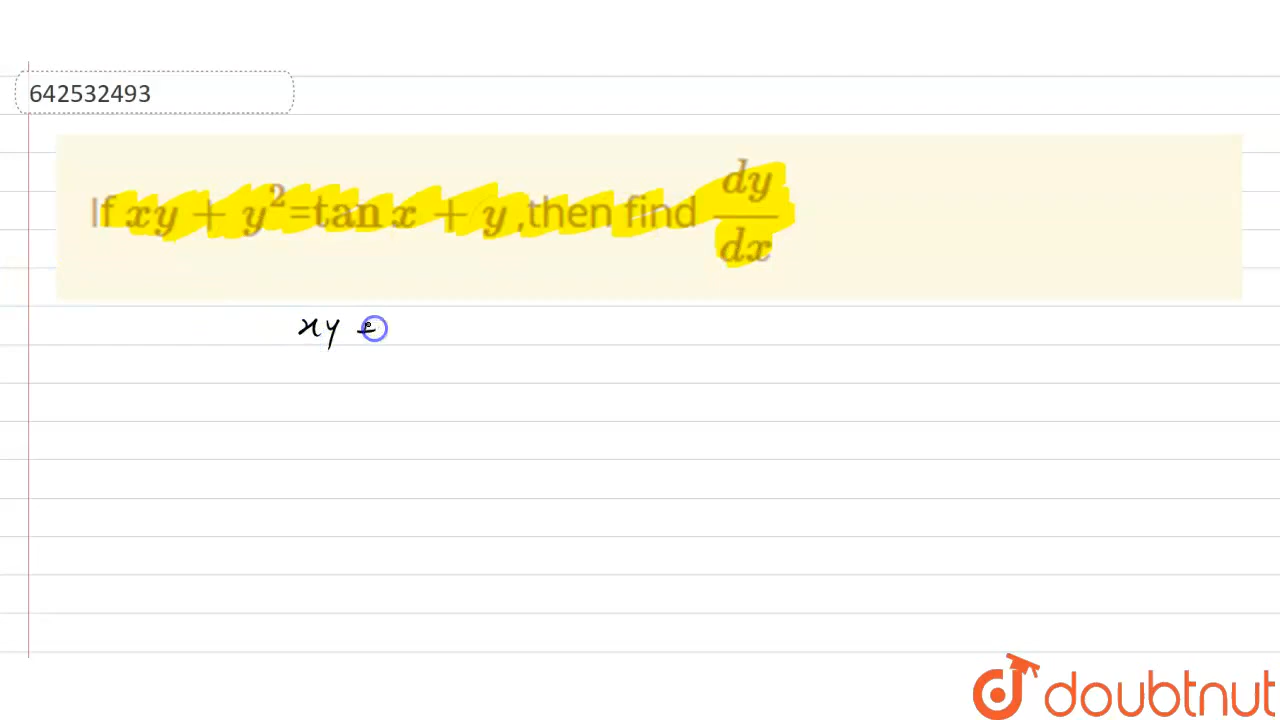 642532493
If xy + y²=tan x + y ,then find dy/dx
xy +
doubtnut